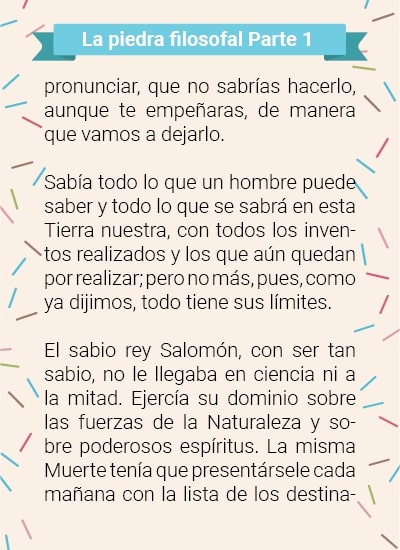 La piedra filosofal Parte 1
pronunciar, que no sabrías hacerlo,
aunque te empeñaras, de manera
que vamos a dejarlo.
Sabía todo lo que un hombre puede
saber y todo lo que se sabrá en esta
Tierra nuestra, con todos los inven-
tos realizados y los que aún quedan
por realizar; pero no más, pues, como
ya dijimos, todo tiene sus límites.
El sabio rey Salomón, con ser tan
sabio, no le llegaba en ciencia ni a
la mitad. Ejercía su dominio sobre
las fuerzas de la Naturaleza y so-
bre poderosos espíritus. La misma
Muerte tenía que presentársele cada
mañana con la lista de los destina-